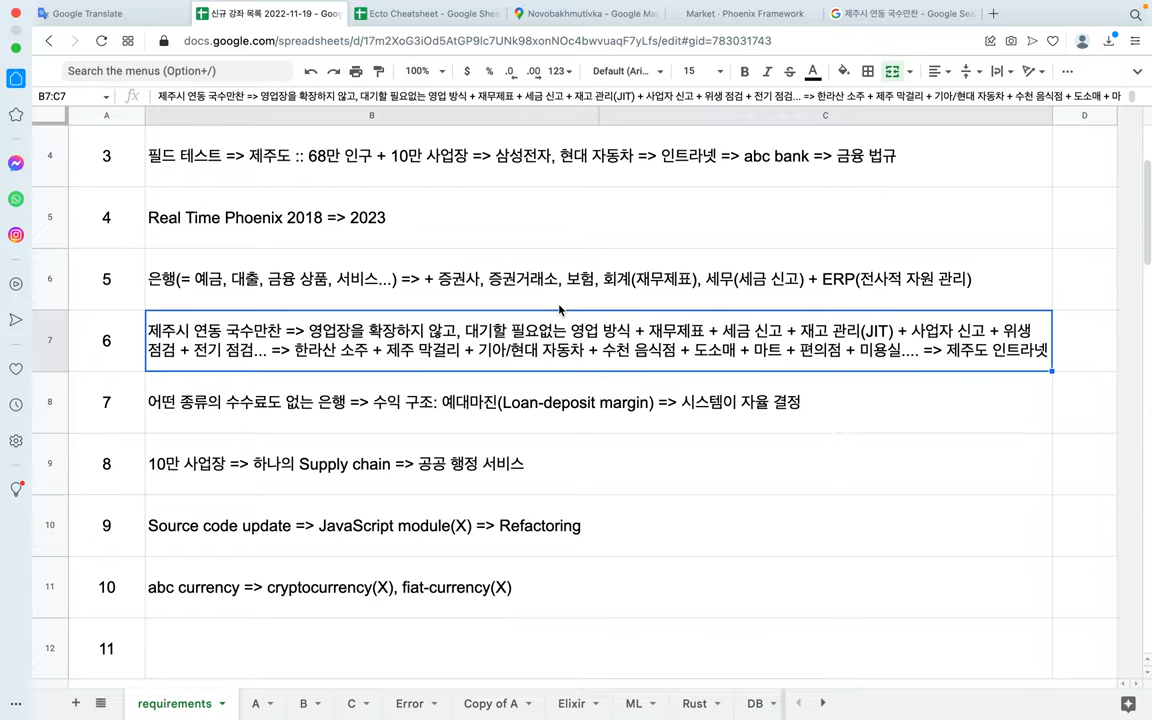 Google Translate
신규 강좌 목록 2022-11-19 - Goo
Ecto Cheatsheet - Google Shee
Novobakhmutivka - Google Ma
Market · Phoenix Framework
제주시 연동 국수만찬 - Google Sea
docs.google.com/spreadsheets/d/17m2XoG3iOd5AtGP9lc7UNk98xonNOc4bwvuaqF7yLfs/edit#gid=783031743
Search the menus (Option+/)
100%
$
%
.0
.00
123
Default (Ari...
15
B
I
S
A
B7:C7
fx
제주시 연동 국수만찬 => 영업장을 확장하지 않고, 대기할 필요없는 영업 방식 + 재무제표 + 세금 신고 + 재고 관리(JIT) + 사업자 신고 + 위생 점검 + 전기 점검... => 한라산 소주 + 제주 막걸리 + 기아/현대 자동차 + 수천 음식점 + 도소매 + 마
A
B
C
D
4
3
필드 테스트 => 제주도 :: 68만 인구 + 10만 사업장 => 삼성전자, 현대 자동차 => 인트라넷 => abc bank => 금융 법규
5
4
Real Time Phoenix 2018 => 2023
6
5
은행(= 예금, 대출, 금융 상품, 서비스...) => + 증권사, 증권거래소, 보험, 회계(재무제표), 세무(세금 신고) + ERP(전사적 자원 관리)
7
6
제주시 연동 국수만찬 => 영업장을 확장하지 않고, 대기할 필요없는 영업 방식 + 재무제표 + 세금 신고 + 재고 관리(JIT) + 사업자 신고 + 위생
점검 + 전기 점검... => 한라산 소주 + 제주 막걸리 + 기아/현대 자동차 + 수천 음식점 + 도소매 + 마트 + 편의점 + 미용실.... => 제주도 인트라넷
8
7
어떤 종류의 수수료도 없는 은행 => 수익 구조: 예대마진(Loan-deposit margin) => 시스템이 자율 결정
9
8
10만 사업장 => 하나의 Supply chain => 공공 행정 서비스
10
9
Source code update => JavaScript module(X) => Refactoring
11
10
abc currency => cryptocurrency(X), fiat-currency(X)
12
11
requirements
A
B
C
Error
Copy of A
Elixir
ML
Rust
DB